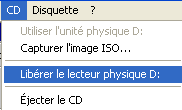 CD Disquette ?
Utiliser l'unité physique D:
Capturer l'image ISO...
Libérer le lecteur physique D:
Éjecter le CD